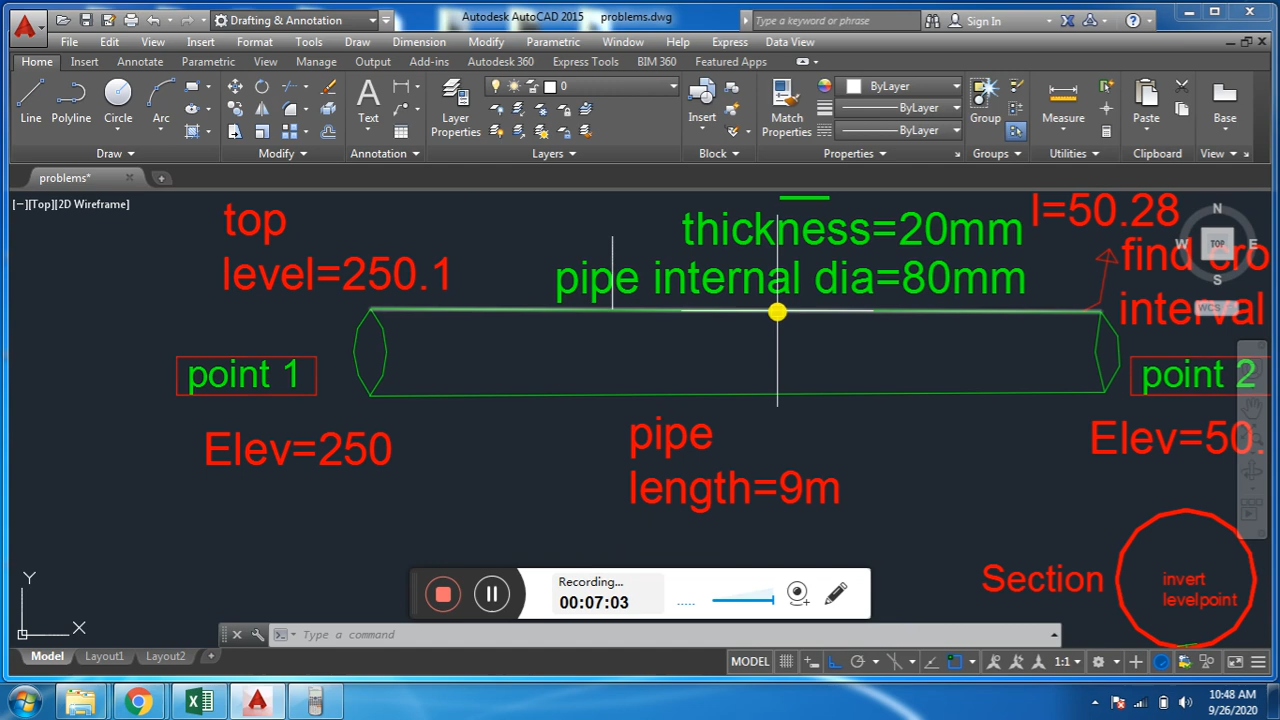 Drafting & Annotation
Autodesk AutoCAD 2015 problems.dwg
Type a keyword or phrase
Sign In
File Edit View Insert Format Tools Draw Dimension Modify Parametric Window Help Express Data View
Home Insert Annotate Parametric View Manage Output Add-ins Autodesk 360 Express Tools BIM 360 Featured Apps
Line Polyline Circle Arc
Text
Layer Properties
0
Insert
Match Properties
ByLayer
ByLayer
ByLayer
Group
Measure
Paste
Base
Draw Modify Annotation Layers Block Properties Groups Utilities Clipboard View
problems*
[−][Top][2D Wireframe]
top
level=250.1
thickness=20mm
pipe internal dia=80mm
l=50.28
find cro
interval
N
W TOP E
S
WCS
point 1
point 2
Elev=250
Elev=50.
pipe
length=9m
Section
invert
levelpoint
Y
X
Recording...
00:07:03
Type a command
Model Layout1 Layout2
MODEL
1:1
10:48 AM
9/26/2020